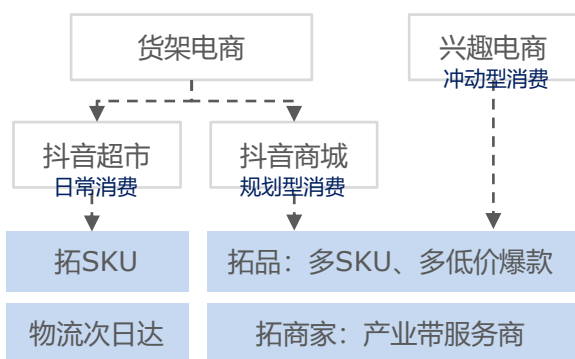 货架电商
兴趣电商
冲动型消费
抖音超市
日常消费
抖音商城
规划型消费
拓SKU
拓品：多SKU、多低价爆款
物流次日达
拓商家：产业带服务商